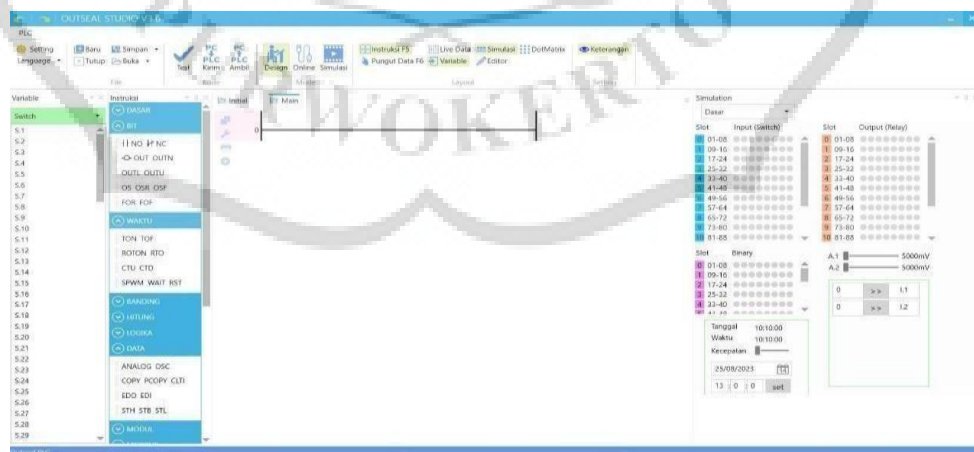 OUTSEAL STUDIO V3.6
PLC
Setting
Language
Baru
Tutup
Simpan
Buka
Test
PC PLC Kirim
PC PLC Ambil
Design
Online
Simulasi
Instruksi F5
Pungut Data F6
Live Data
Variable
Simulasi
Editor
DotMatrix
Keterangan
File
Mode
Layout
PURWOKERTO
Variable
Switch
S.1
S.2
S.3
S.4
S.5
S.6
S.7
S.8
S.9
S.10
S.11
S.12
S.13
S.14
S.15
S.16
S.17
S.18
S.19
S.20
S.21
S.22
S.23
S.24
S.25
S.26
S.27
S.28
S.29
Instruksi
DASAR
BIT
NO NC
OUT OUTN
OUTL OUTU
OS OSR OSF
FOR FOF
WAKTU
TON TOF
RTO
CTU CTD
SPWM WAIT RST
BANDING
HITUNG
LOGIKA
DATA
ANALOG OSC
COPY PCOPY CLTI
EDO EDI
STH STB STL
MODUL
Initial
Main
0
Simulation
Dasar
Slot Input (Switch)
0 01-08
1 09-16
2 17-24
3 25-32
4 33-40
5 41-48
6 49-56
7 57-64
8 65-72
9 73-80
10 81-88
Slot Output (Relay)
0 01-08
1 09-16
2 17-24
3 25-32
4 33-40
5 41-48
6 49-56
7 57-64
8 65-72
9 73-80
10 81-88
Slot Binary
0 01-08
1 09-16
2 17-24
3 25-32
4 33-40
A.1 5000mV
A.2 5000mV
0 >> I.1
0 >> I.2
Tanggal 10:10:00
Waktu 10:10:00
Kecepatan
25/08/2023
13 : 0 : 0 set